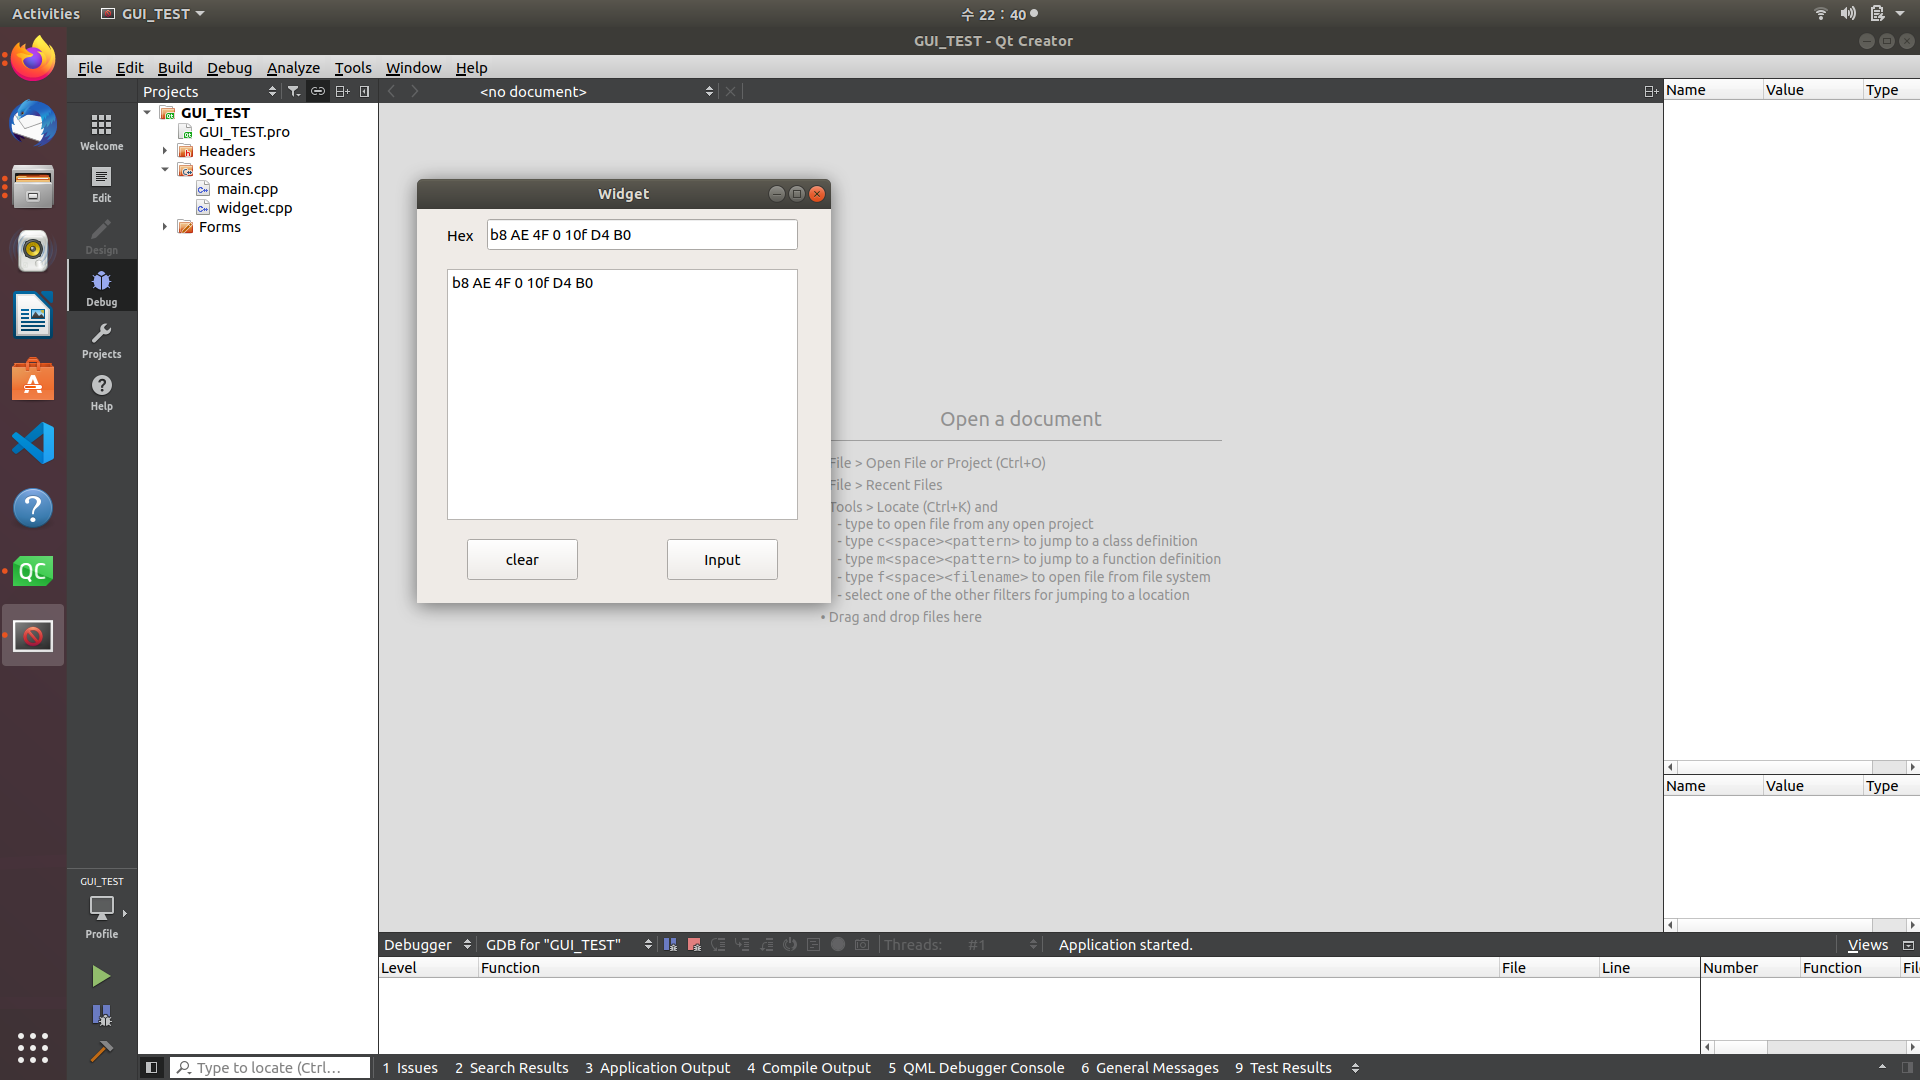 Activities GUI_TEST 수 22 : 40
GUI_TEST - Qt Creator
File Edit Build Debug Analyze Tools Window Help
Projects <no document> Name Value Type
GUI_TEST
GUI_TEST.pro
Headers
Sources
main.cpp
widget.cpp
Forms
Welcome
Edit
Design
Debug
Projects
Help
Widget
Hex b8 AE 4F 0 10f D4 B0
b8 AE 4F 0 10f D4 B0
clear Input
Open a document
File > Open File or Project (Ctrl+O)
File > Recent Files
Tools > Locate (Ctrl+K) and
- type to open file from any open project
- type c<space><pattern> to jump to a class definition
- type m<space><pattern> to jump to a function definition
- type f<space><filename> to open file from file system
- select one of the other filters for jumping to a location
• Drag and drop files here
Name Value Type
GUI_TEST
Profile
Debugger GDB for "GUI_TEST" Threads: #1 Application started. Views
Level Function File Line Number Function Fil
Type to locate (Ctrl... 1 Issues 2 Search Results 3 Application Output 4 Compile Output 5 QML Debugger Console 6 General Messages 9 Test Results